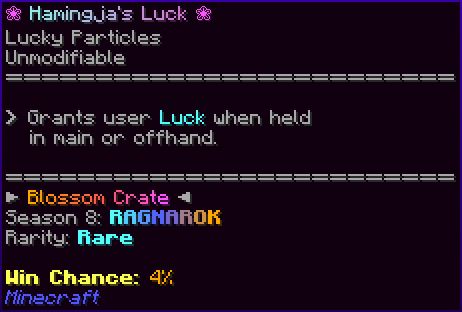 ❀ Hamingja's Luck ❀
Lucky Particles
Unmodifiable
================================
> Grants user Luck when held
in main or offhand.
================================
► Blossom Crate ◄
Season 8: RAGNAROK
Rarity: Rare
Win Chance: 4%
Minecraft